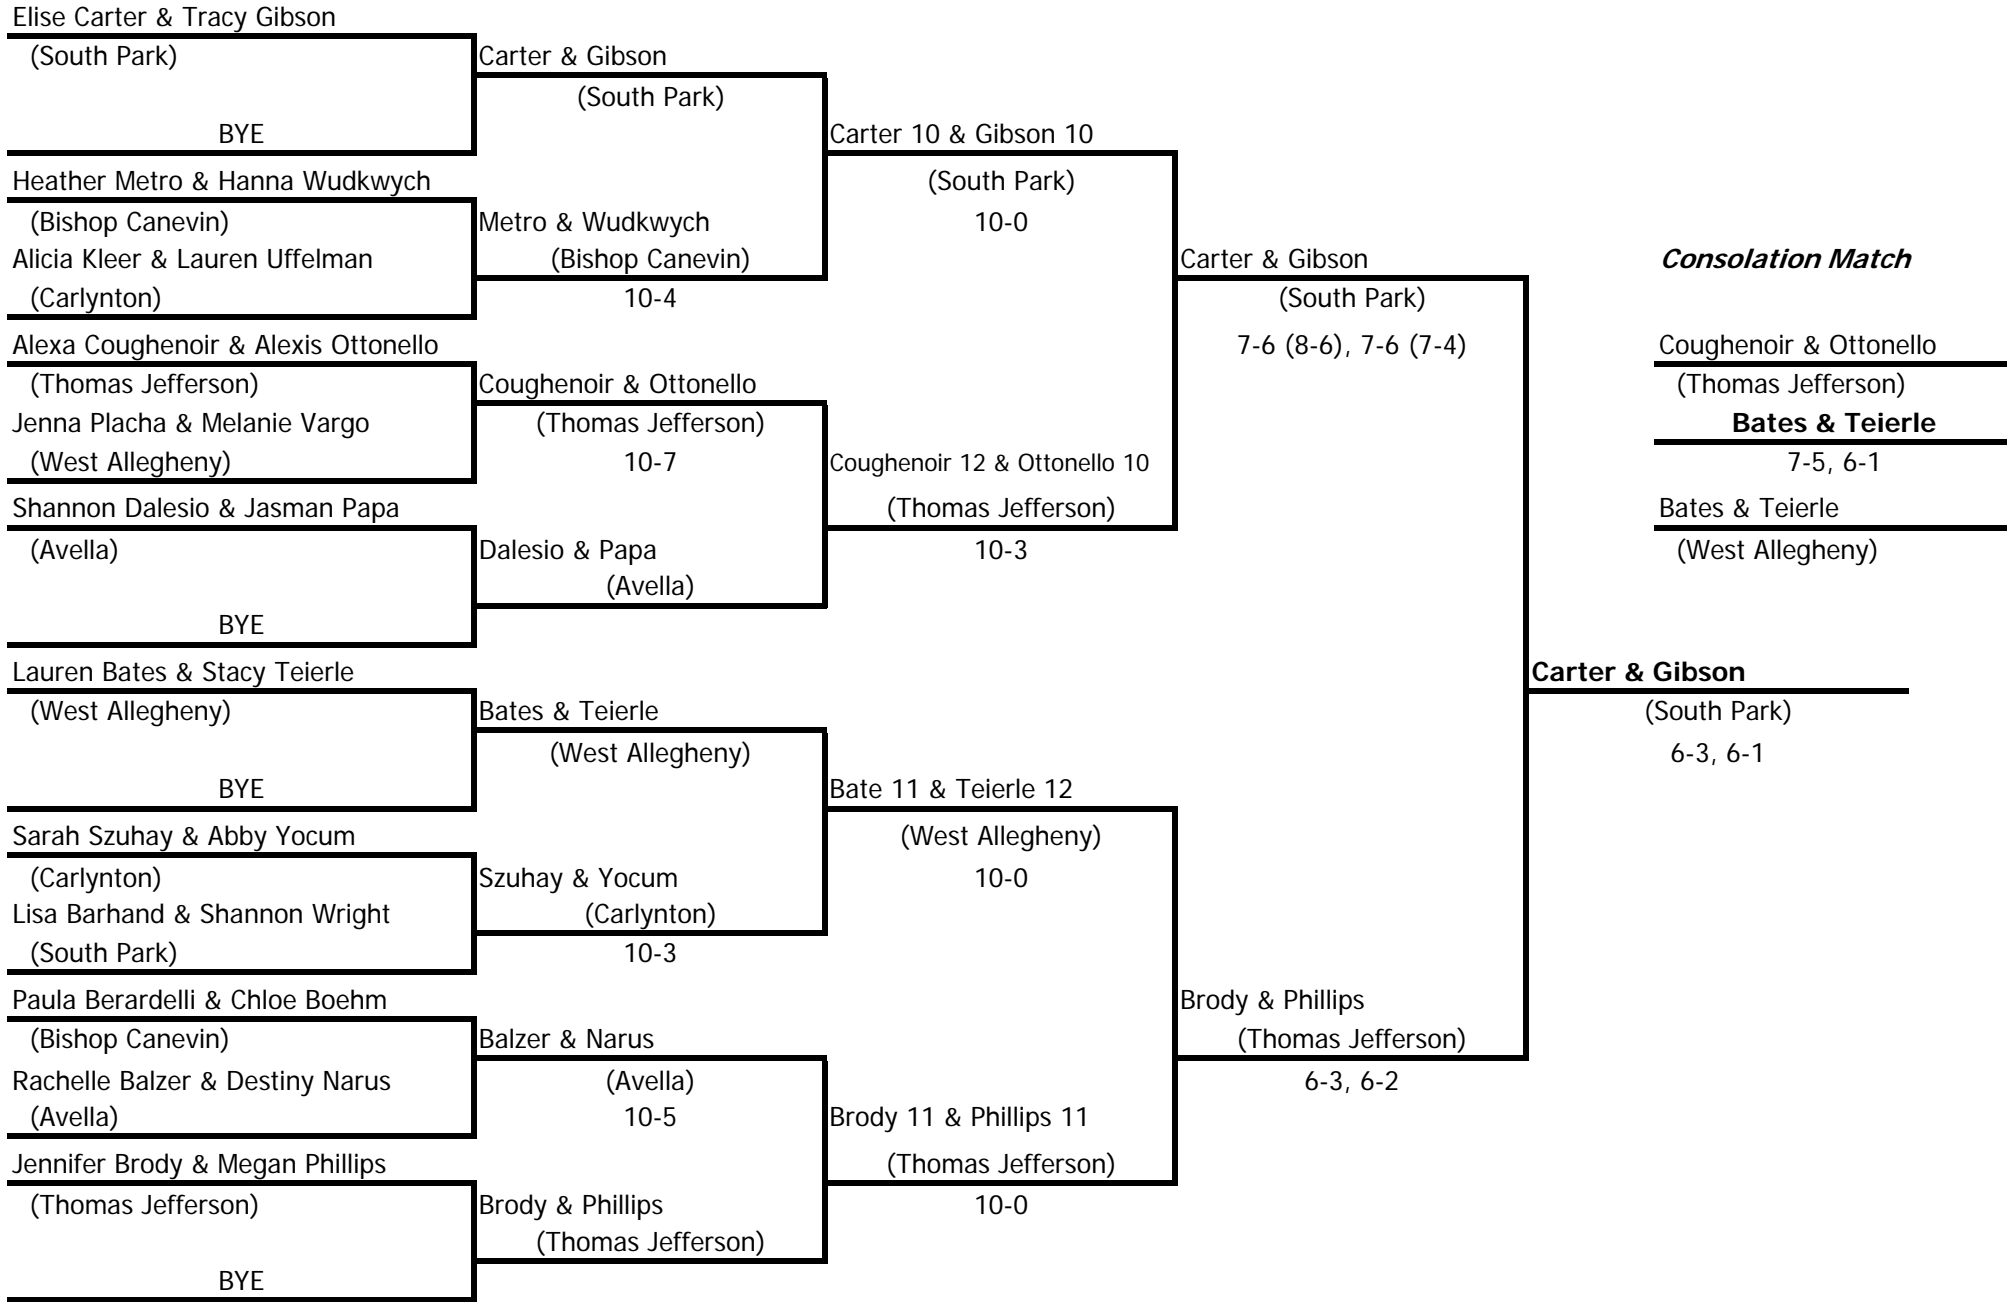 Elise Carter & Tracy Gibson
(South Park)
BYE
Heather Metro & Hanna Wudkwych
(Bishop Canevin)
Alicia Kleer & Lauren Uffelman
(Carlynton)
Alexa Coughenoir & Alexis Ottonello
(Thomas Jefferson)
Jenna Placha & Melanie Vargo
(West Allegheny)
Shannon Dalesio & Jasman Papa
(Avella)
BYE
Lauren Bates & Stacy Teierle
(West Allegheny)
BYE
Sarah Szuhay & Abby Yocum
(Carlynton)
Lisa Barhand & Shannon Wright
(South Park)
Paula Berardelli & Chloe Boehm
(Bishop Canevin)
Rachelle Balzer & Destiny Narus
(Avella)
Jennifer Brody & Megan Phillips
(Thomas Jefferson)
BYE
Carter & Gibson
(South Park)
Metro & Wudkwych
(Bishop Canevin)
10-4
Coughenoir & Ottonello
(Thomas Jefferson)
10-7
Dalesio & Papa
(Avella)
Bates & Teierle
(West Allegheny)
Szuhay & Yocum
(Carlynton)
10-3
Balzer & Narus
(Avella)
10-5
Brody & Phillips
(Thomas Jefferson)
Carter 10 & Gibson 10
(South Park)
10-0
Coughenoir 12 & Ottonello 10
(Thomas Jefferson)
10-3
Bate 11 & Teierle 12
(West Allegheny)
10-0
Brody 11 & Phillips 11
(Thomas Jefferson)
10-0
Carter & Gibson
(South Park)
7-6 (8-6), 7-6 (7-4)
Brody & Phillips
(Thomas Jefferson)
6-3, 6-2
Carter & Gibson
(South Park)
6-3, 6-1
Consolation Match
Coughenoir & Ottonello
(Thomas Jefferson)
Bates & Teierle
7-5, 6-1
Bates & Teierle
(West Allegheny)